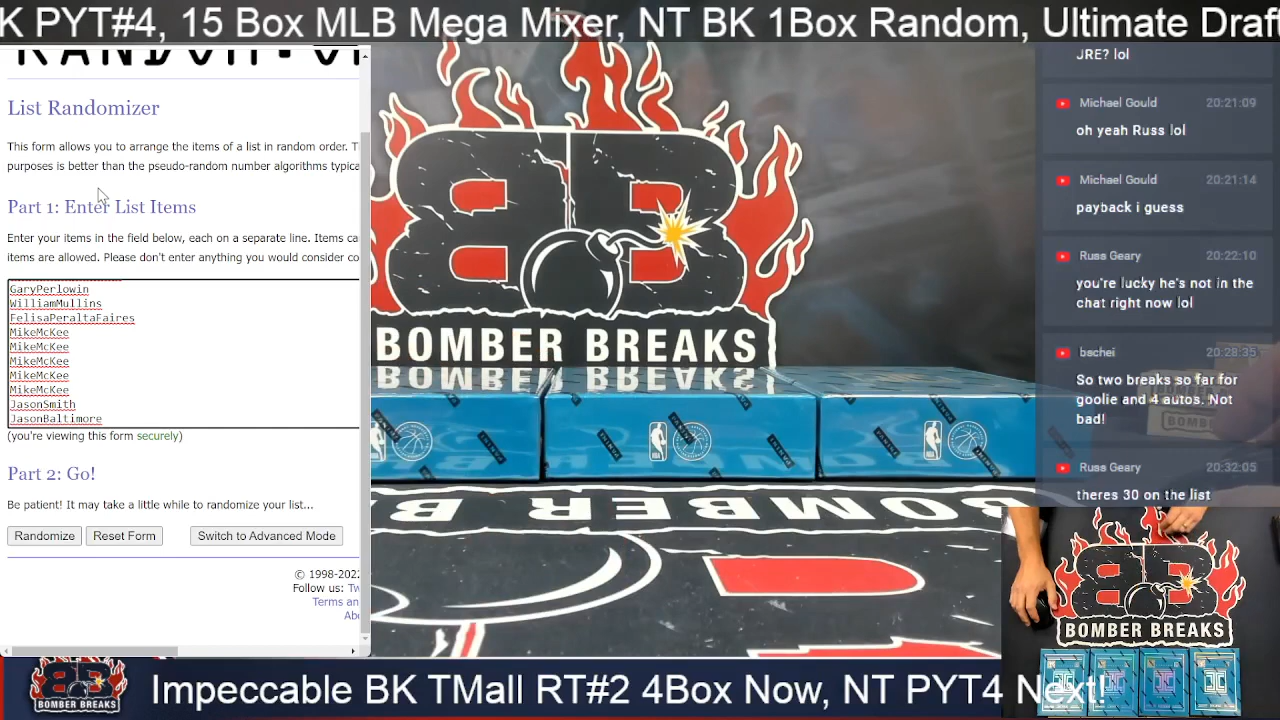 K PYT#4, 15 Box MLB Mega Mixer, NT BK 1Box Random, Ultimate Draft
List Randomizer
This form allows you to arrange the items of a list in random order. T
purposes is better than the pseudo-random number algorithms typica
Part 1: Enter List Items
Enter your items in the field below, each on a separate line. Items ca
items are allowed. Please don't enter anything you would consider co
GaryPerlowin
WilliamMullins
FelisaPeraltaFaires
MikeMcKee
MikeMcKee
MikeMcKee
MikeMcKee
MikeMcKee
JasonSmith
JasonBaltimore
(you're viewing this form securely)
Part 2: Go!
Be patient! It may take a little while to randomize your list...
Randomize Reset Form Switch to Advanced Mode
© 1998-2022
Follow us: Tw
Terms an
Abo
BB
BOMBER BREAKS
JRE? lol
Michael Gould 20:21:09
oh yeah Russ lol
Michael Gould 20:21:14
payback i guess
Russ Geary 20:22:10
you're lucky he's not in the
chat right now lol
bschei 20:28:35
So two breaks so far for
goolie and 4 autos. Not
bad!
Russ Geary 20:32:05
theres 30 on the list
BOMBER BREAKS
BOMBER BREAKS
Impeccable BK TMall RT#2 4Box Now, NT PYT4 Next!